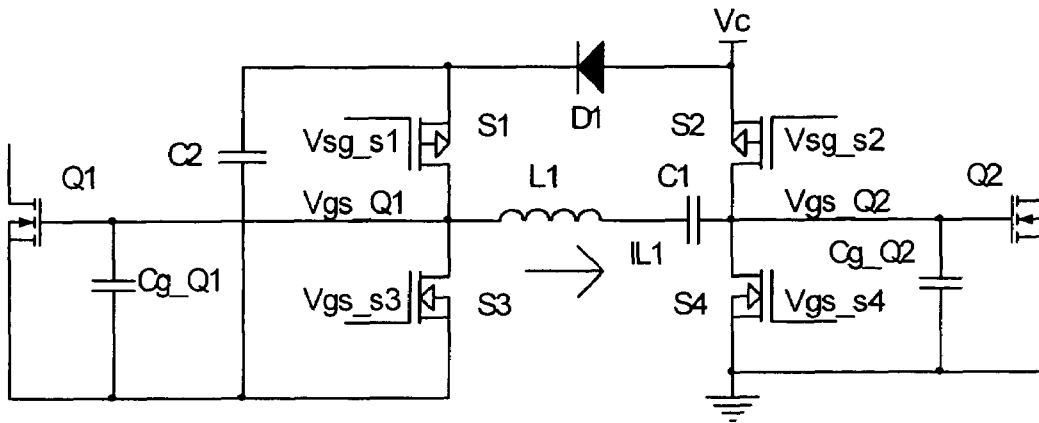 Vc
D1
S1
S2
Vsg_s1
Vsg_s2
C2
Q1
L1
C1
Q2
Vgs_Q1
Vgs_Q2
IL1
Cg_Q1
Cg_Q2
Vgs_s3
S3
S4
Vgs_s4